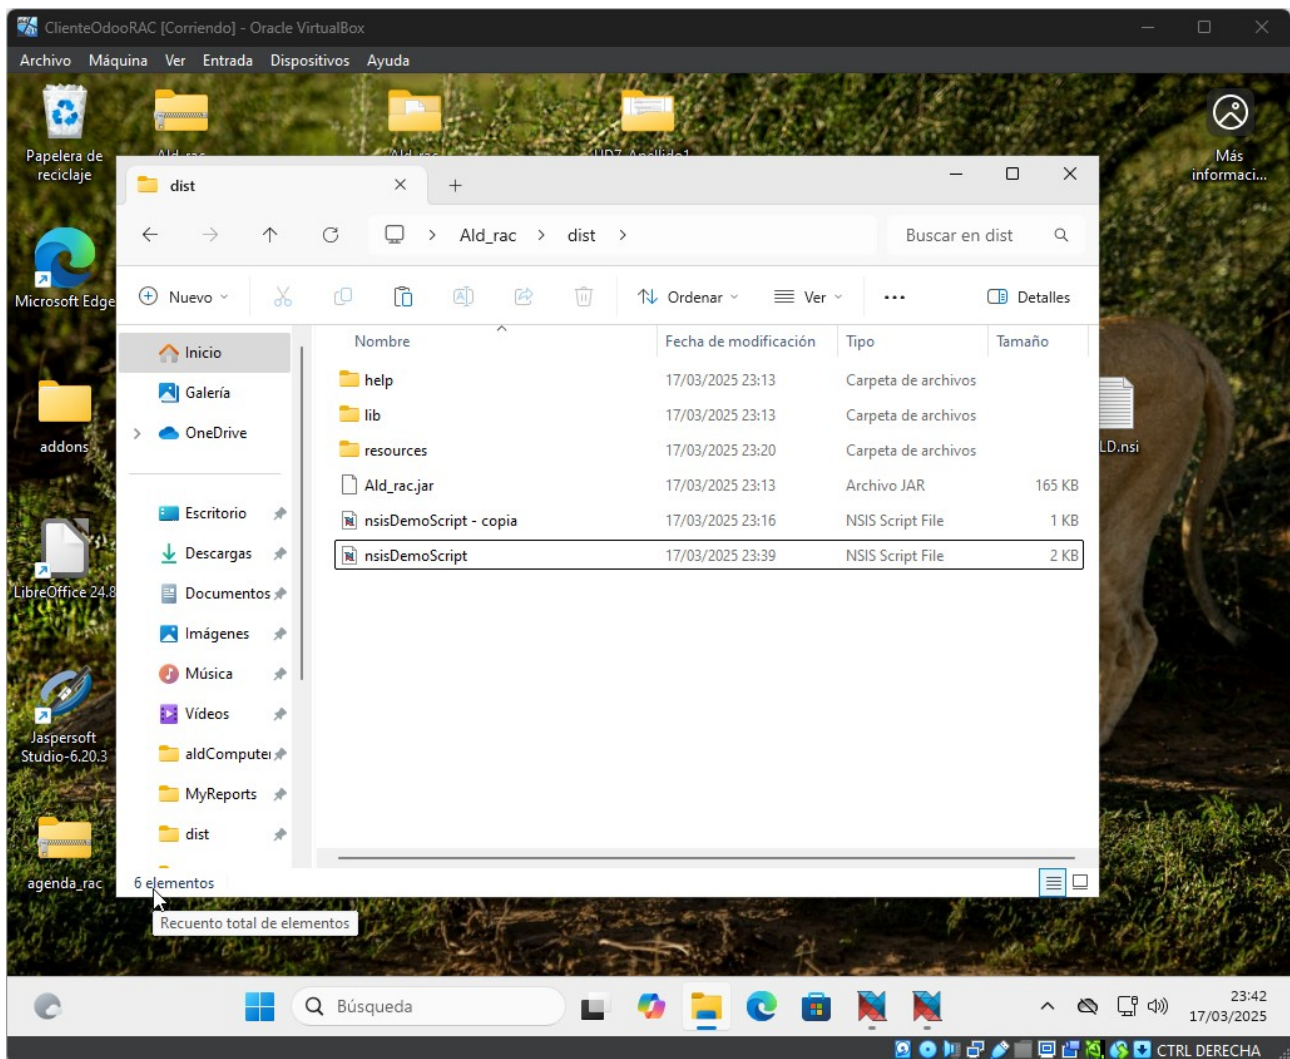 ClienteOdooRAC [Corriendo] - Oracle VirtualBox
Archivo Máquina Ver Entrada Dispositivos Ayuda
Papelera de
reciclaje
Ald_rac
Ald_rac
UD7_Apellido1
Más
informaci...
dist
Ald_rac > dist >
Buscar en dist
Microsoft Edge
Nuevo
Ordenar
Ver
Detalles
Inicio
Nombre
Fecha de modificación
Tipo
Tamaño
help 17/03/2025 23:13 Carpeta de archivos
lib 17/03/2025 23:13 Carpeta de archivos
resources 17/03/2025 23:20 Carpeta de archivos
Ald_rac.jar 17/03/2025 23:13 Archivo JAR 165 KB
nsisDemoScript - copia 17/03/2025 23:16 NSIS Script File 1 KB
nsisDemoScript 17/03/2025 23:39 NSIS Script File 2 KB
Galería
OneDrive
Escritorio
Descargas
Documentos
Imágenes
Música
Vídeos
aldComputer
MyReports
dist
addons
LD.nsi
LibreOffice 24.8
Jaspersoft
Studio-6.20.3
agenda_rac
6 elementos
Recuento total de elementos
Búsqueda
23:42
17/03/2025
CTRL DERECHA